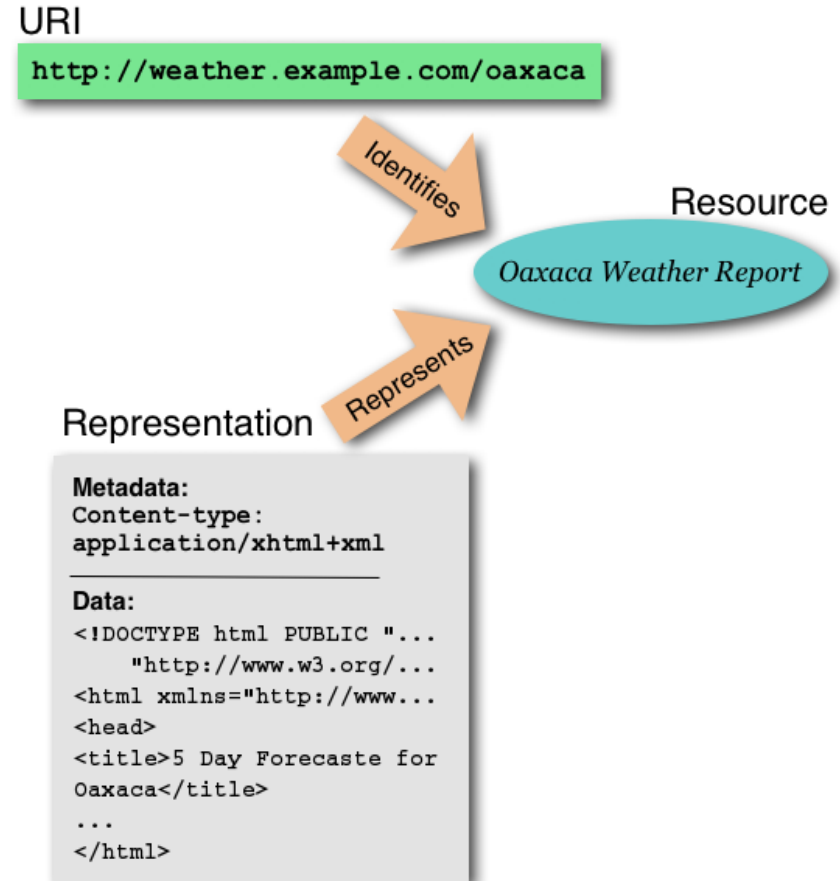 URI
http://weather.example.com/oaxaca
Identifies
Resource
Oaxaca Weather Report
Represents
Representation
Metadata:
Content-type:
application/xhtml+xml
Data:
<!DOCTYPE html PUBLIC "...
"http://www.w3.org/...
<html xmlns="http://www...
<head>
<title>5 Day Forecaste for
Oaxaca</title>
...
</html>